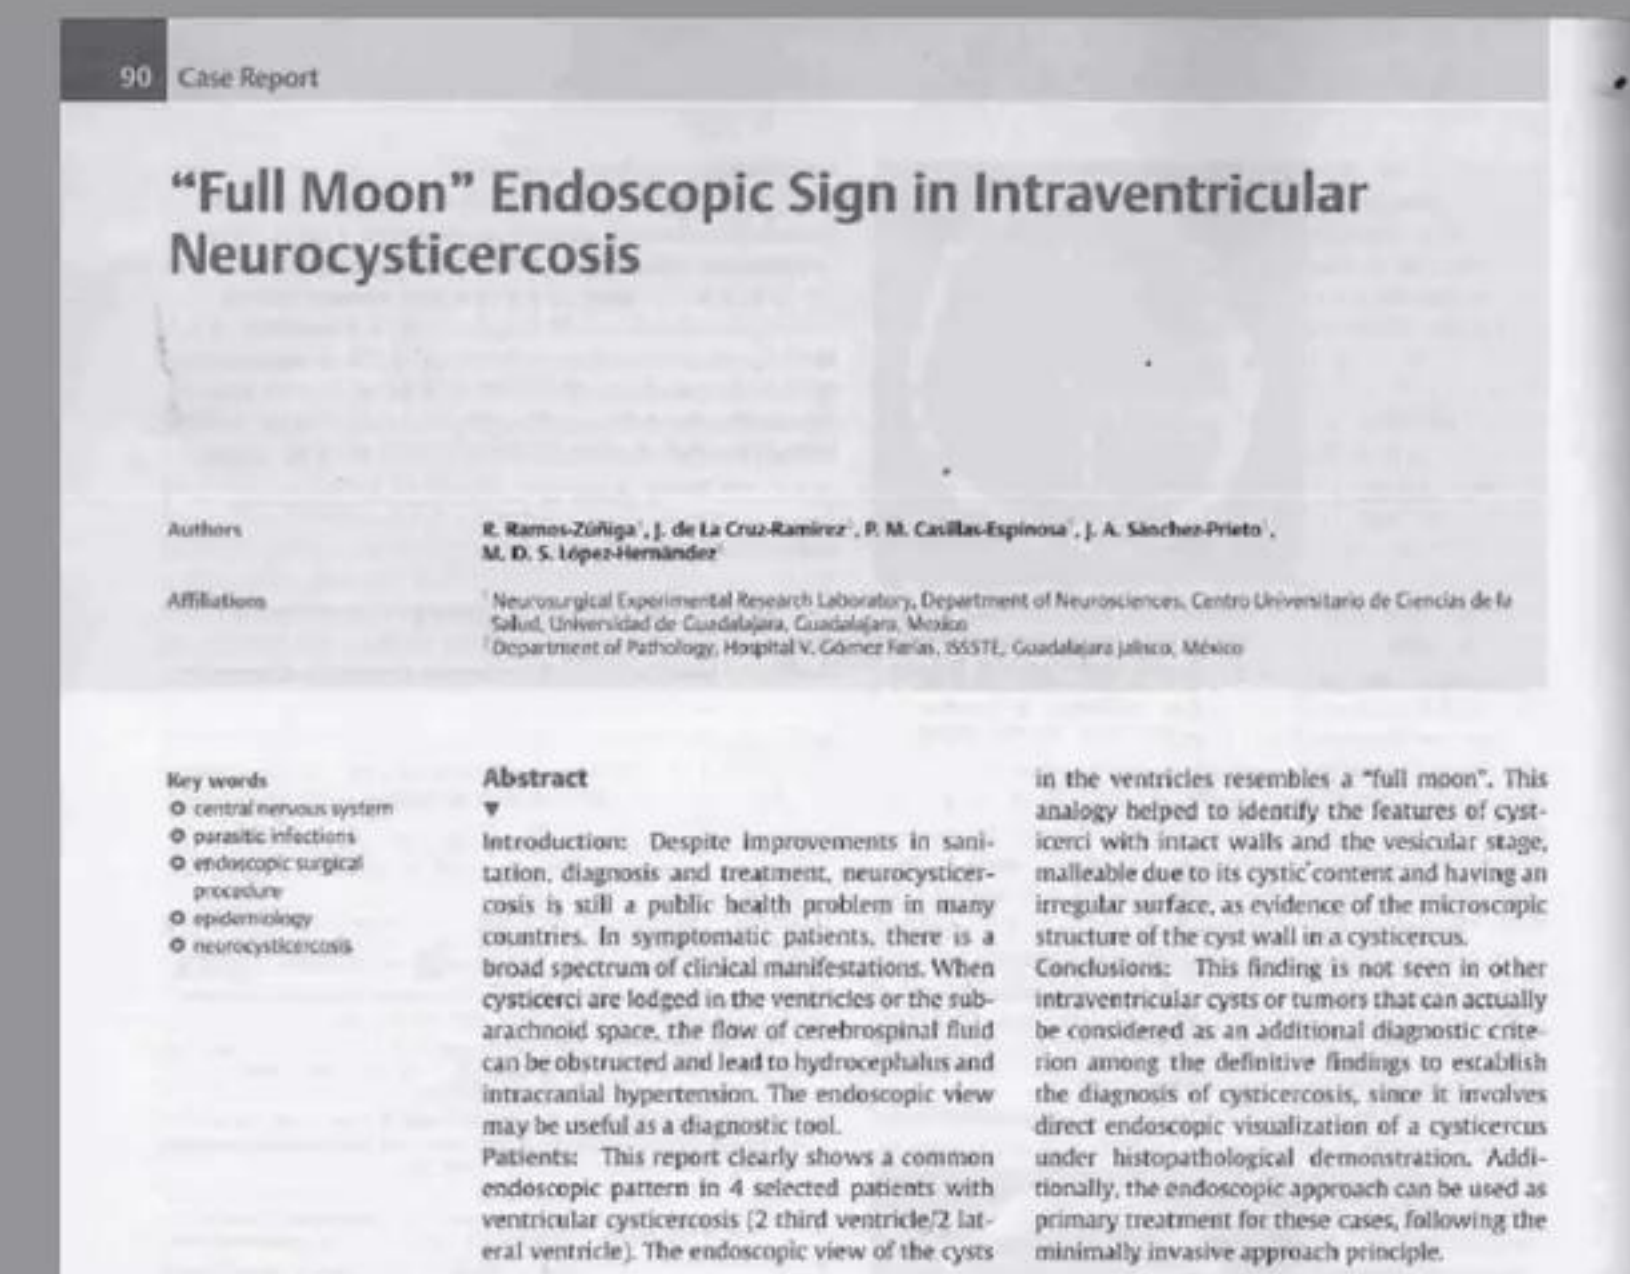 90 Case Report
“Full Moon” Endoscopic Sign in Intraventricular
Neurocysticercosis
Authors
R. Ramos-Zúñiga¹, J. de La Cruz-Ramirez¹, P. M. Casillas-Espinosa¹, J. A. Sánchez-Prieto¹,
M. D. S. López-Hernández²
Affiliations
¹ Neurosurgical Experimental Research Laboratory, Department of Neurosciences, Centro Universitario de Ciencias de la
Salud, Universidad de Guadalajara, Guadalajara, Mexico
² Department of Pathology, Hospital V. Gómez Farías, ISSSTE, Guadalajara Jalisco, México
Key words
central nervous system
parasitic infections
endoscopic surgical
procedure
epidemiology
neurocysticercosis
Abstract
Introduction: Despite improvements in sani-
tation, diagnosis and treatment, neurocysticer-
cosis is still a public health problem in many
countries. In symptomatic patients, there is a
broad spectrum of clinical manifestations. When
cysticerci are lodged in the ventricles or the sub-
arachnoid space, the flow of cerebrospinal fluid
can be obstructed and lead to hydrocephalus and
intracranial hypertension. The endoscopic view
may be useful as a diagnostic tool.
Patients: This report clearly shows a common
endoscopic pattern in 4 selected patients with
ventricular cysticercosis (2 third ventricle/2 lat-
eral ventricle). The endoscopic view of the cysts
in the ventricles resembles a “full moon”. This
analogy helped to identify the features of cyst-
icerci with intact walls and the vesicular stage,
malleable due to its cystic content and having an
irregular surface, as evidence of the microscopic
structure of the cyst wall in a cysticercus.
Conclusions: This finding is not seen in other
intraventricular cysts or tumors that can actually
be considered as an additional diagnostic crite-
rion among the definitive findings to establish
the diagnosis of cysticercosis, since it involves
direct endoscopic visualization of a cysticercus
under histopathological demonstration. Addi-
tionally, the endoscopic approach can be used as
primary treatment for these cases, following the
minimally invasive approach principle.